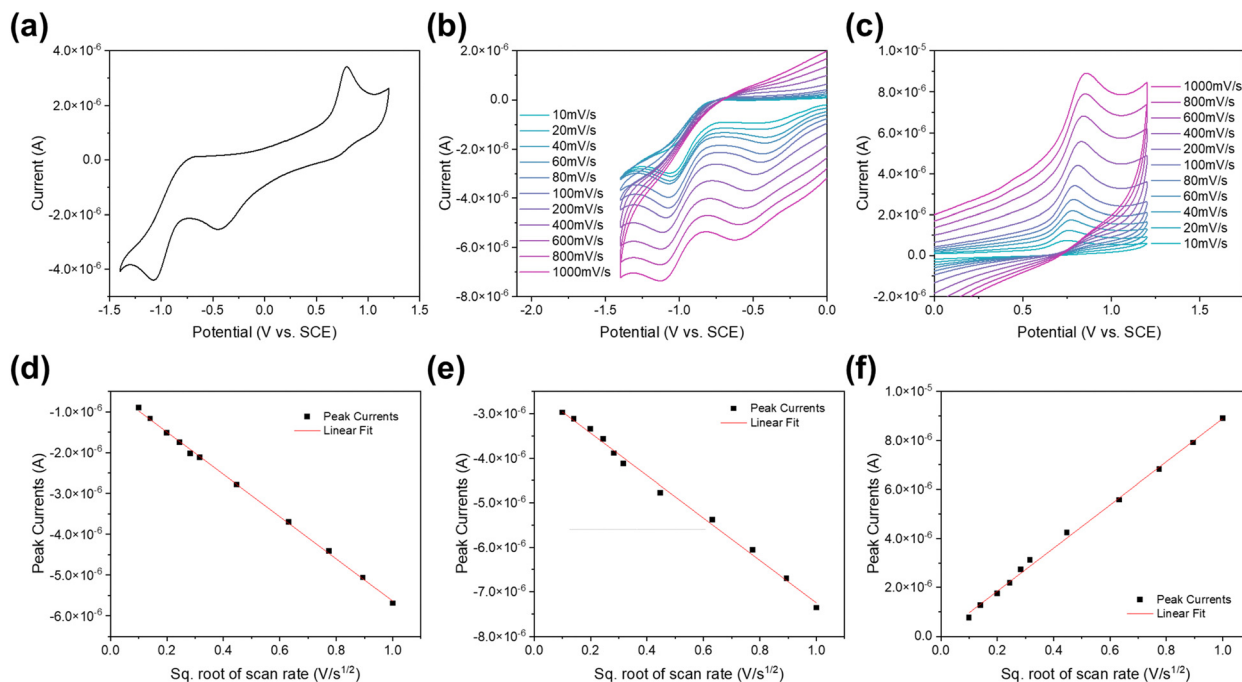 (a)
4.0×10⁻⁶
2.0×10⁻⁶
0.0
-2.0×10⁻⁶
-4.0×10⁻⁶
Current (A)
-1.5 -1.0 -0.5 0.0 0.5 1.0 1.5
Potential (V vs. SCE)
(b)
2.0×10⁻⁶
0.0
-2.0×10⁻⁶
-4.0×10⁻⁶
-6.0×10⁻⁶
-8.0×10⁻⁶
Current (A)
10mV/s
20mV/s
40mV/s
60mV/s
80mV/s
100mV/s
200mV/s
400mV/s
600mV/s
800mV/s
1000mV/s
-2.0 -1.5 -1.0 -0.5 0.0
Potential (V vs. SCE)
(c)
1.0×10⁻⁵
8.0×10⁻⁶
6.0×10⁻⁶
4.0×10⁻⁶
2.0×10⁻⁶
0.0
-2.0×10⁻⁶
Current (A)
1000mV/s
800mV/s
600mV/s
400mV/s
200mV/s
100mV/s
80mV/s
60mV/s
40mV/s
20mV/s
10mV/s
0.0 0.5 1.0 1.5
Potential (V vs. SCE)
(d)
-1.0×10⁻⁶
-2.0×10⁻⁶
-3.0×10⁻⁶
-4.0×10⁻⁶
-5.0×10⁻⁶
-6.0×10⁻⁶
Peak Currents (A)
Peak Currents
Linear Fit
0.0 0.2 0.4 0.6 0.8 1.0
Sq. root of scan rate (V/s¹/²)
(e)
-3.0×10⁻⁶
-4.0×10⁻⁶
-5.0×10⁻⁶
-6.0×10⁻⁶
-7.0×10⁻⁶
-8.0×10⁻⁶
Peak Currents (A)
Peak Currents
Linear Fit
0.0 0.2 0.4 0.6 0.8 1.0
Sq. root of scan rate (V/s¹/²)
(f)
1.0×10⁻⁵
8.0×10⁻⁶
6.0×10⁻⁶
4.0×10⁻⁶
2.0×10⁻⁶
0.0
Peak Currents (A)
Peak Currents
Linear Fit
0.0 0.2 0.4 0.6 0.8 1.0
Sq. root of scan rate (V/s¹/²)